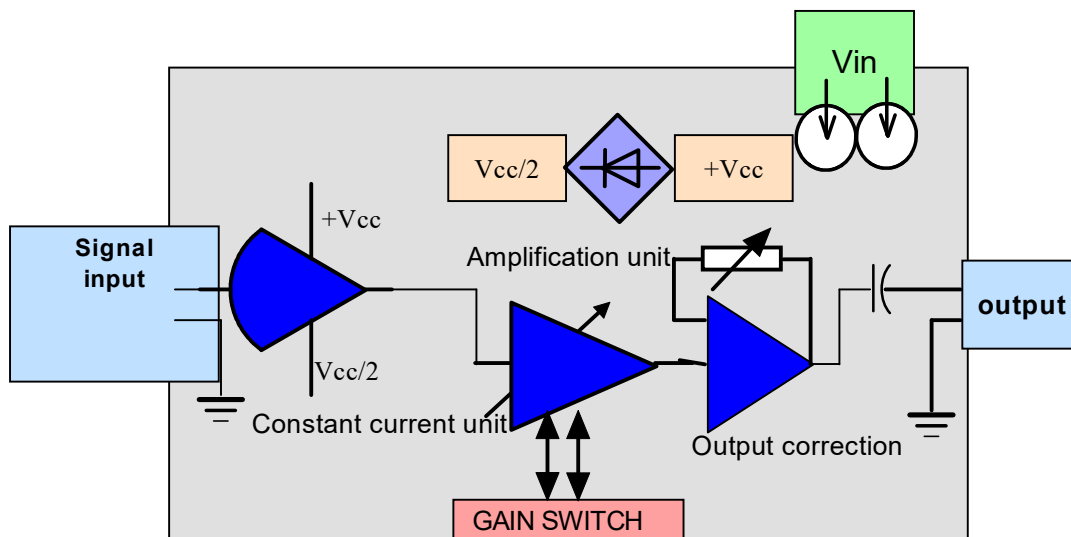 Vin
Vcc/2
+Vcc
+Vcc
Signal
input
Amplification unit
output
Vcc/2
Constant current unit
Output correction
GAIN SWITCH